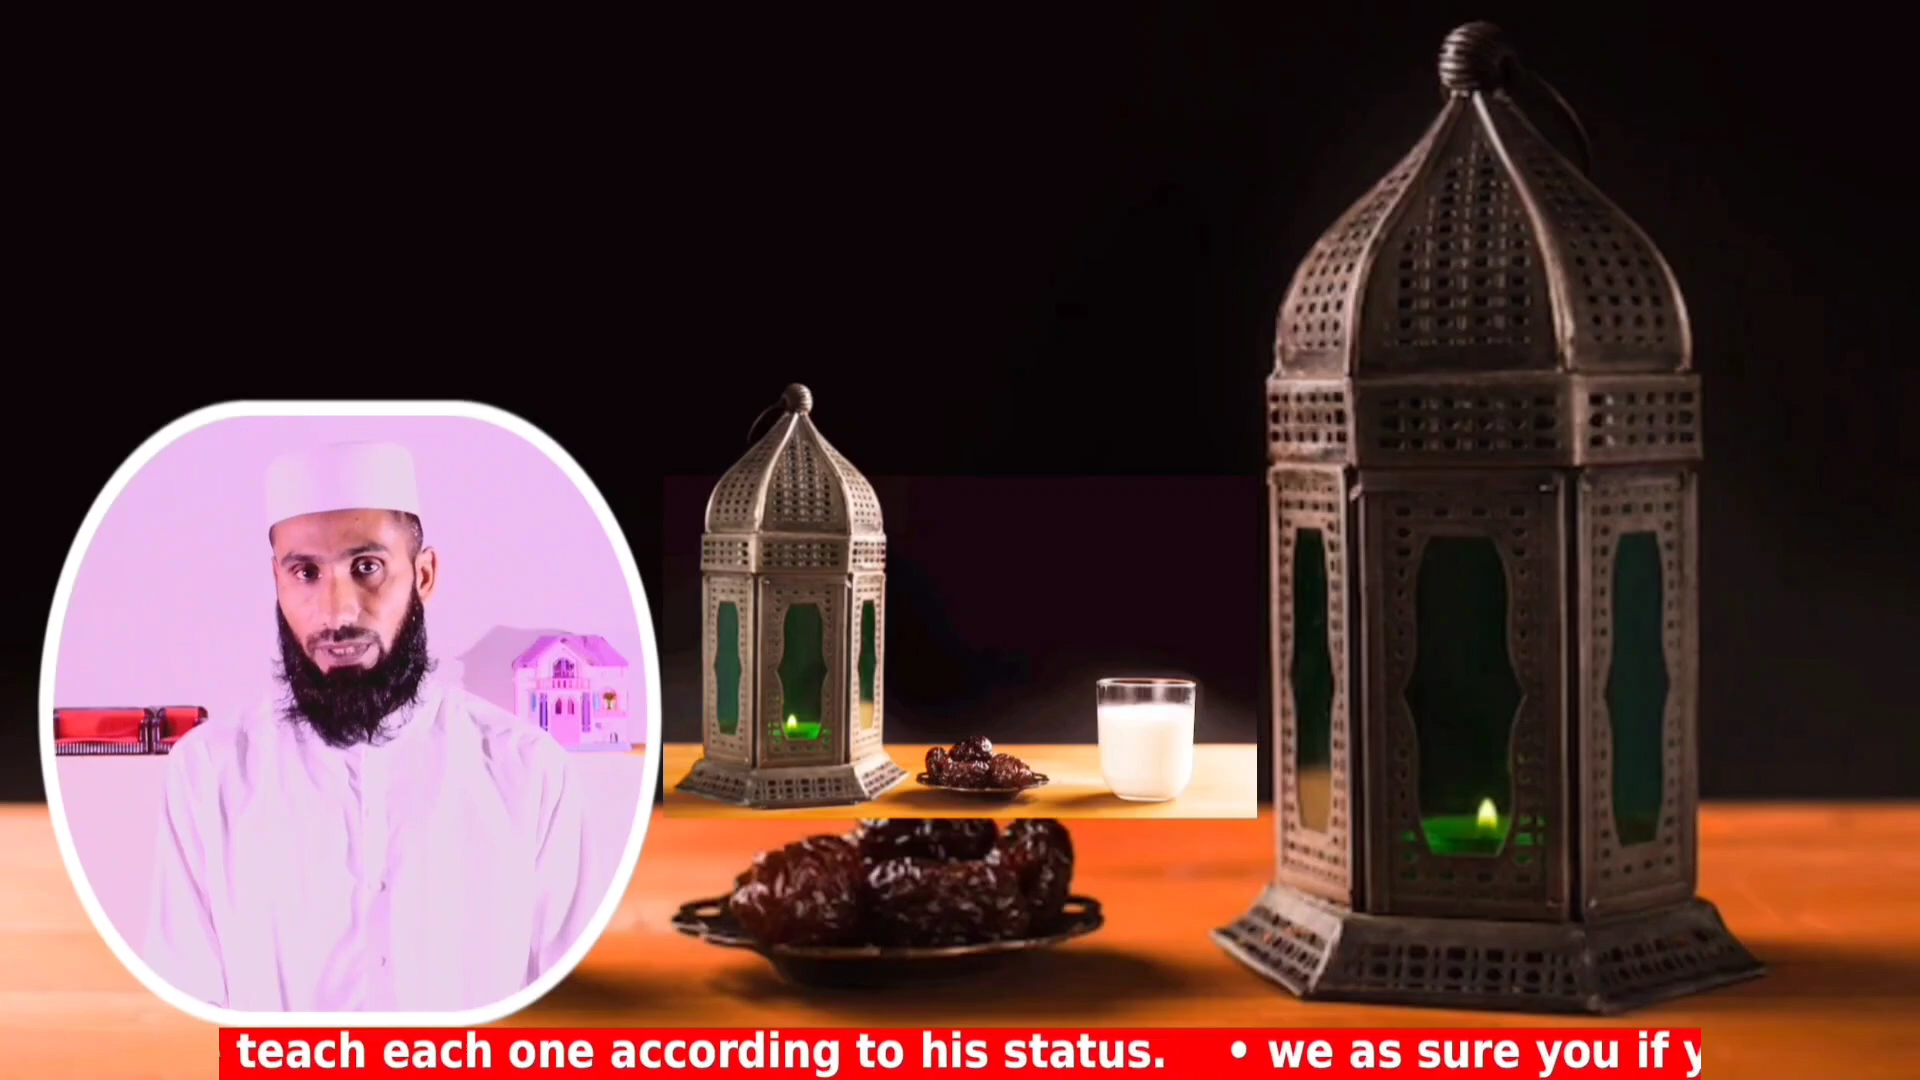 teach each one according to his status. • we as sure you if